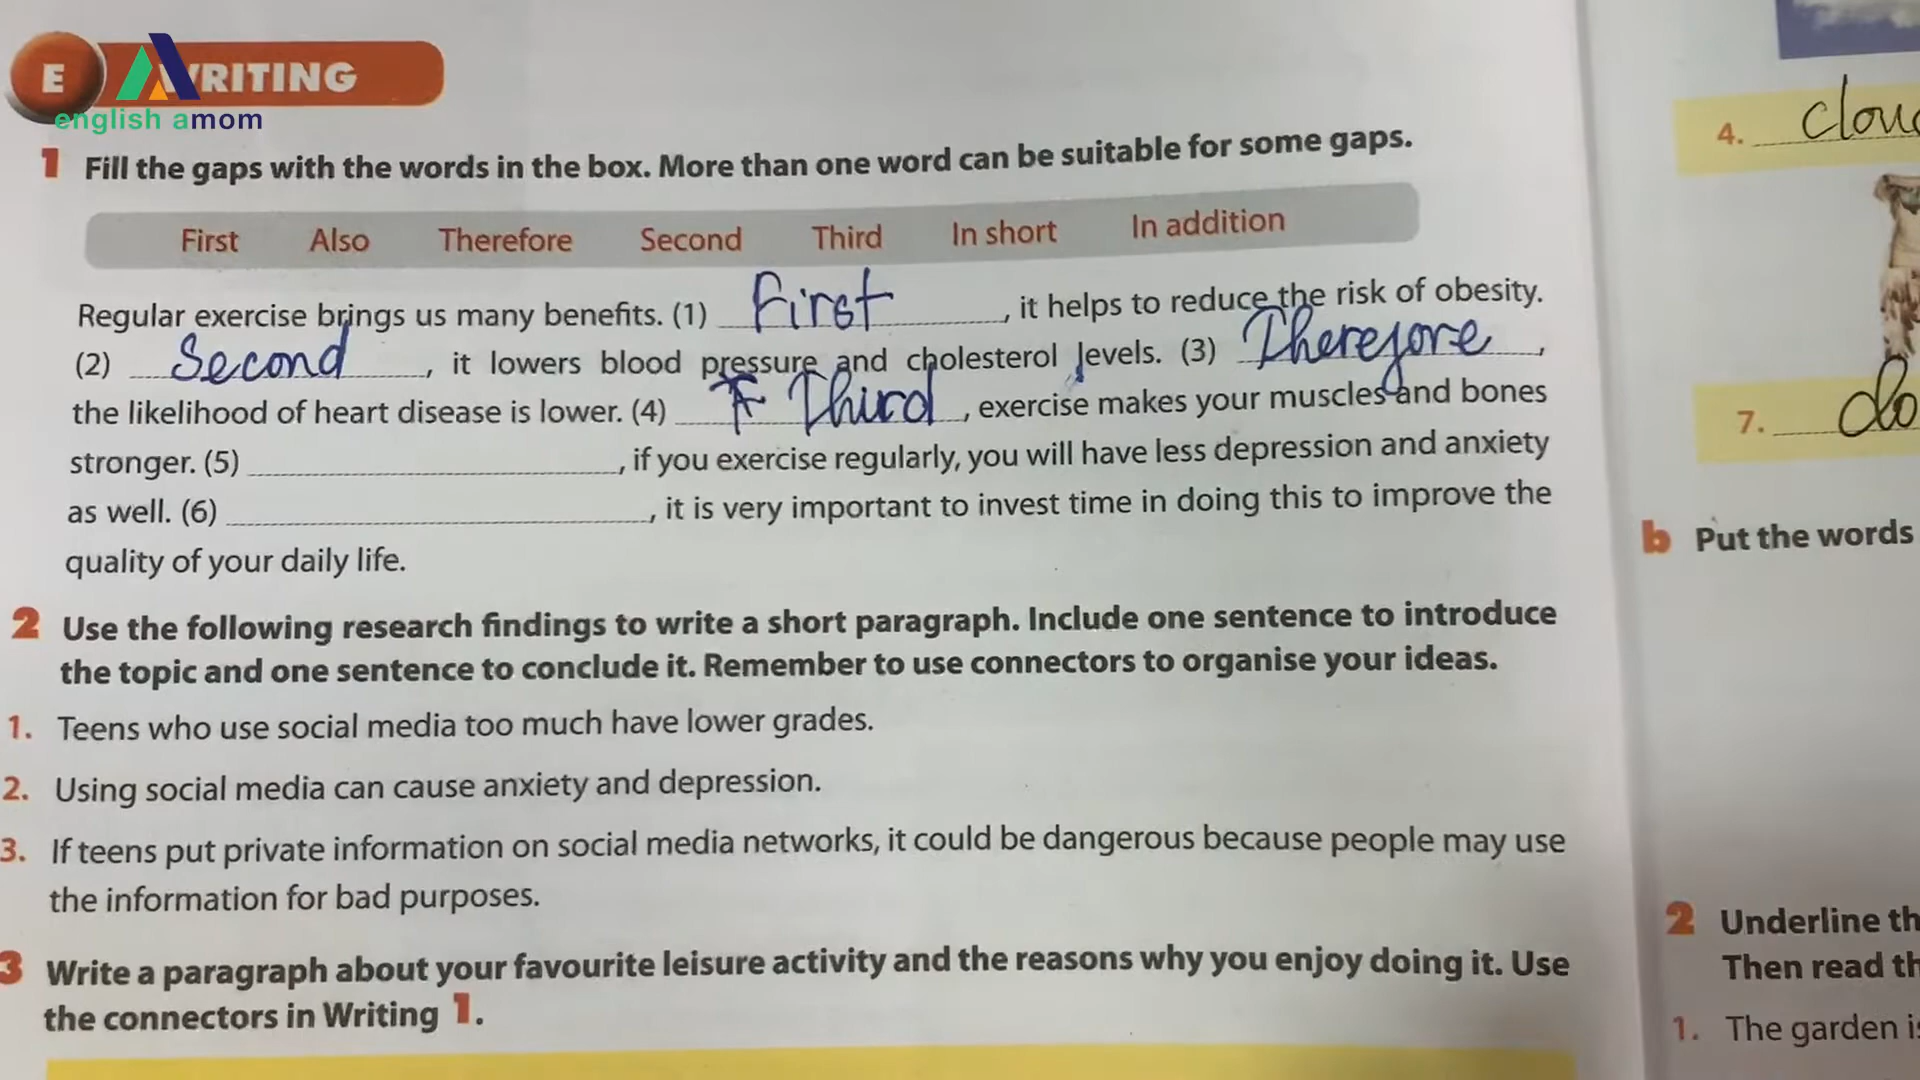 E WRITING
english amom
1 Fill the gaps with the words in the box. More than one word can be suitable for some gaps.
First Also Therefore Second Third In short In addition
Regular exercise brings us many benefits. (1) First, it helps to reduce the risk of obesity.
(2) Second, it lowers blood pressure and cholesterol levels. (3) Therefore,
the likelihood of heart disease is lower. (4) Third, exercise makes your muscles and bones
stronger. (5) , if you exercise regularly, you will have less depression and anxiety
as well. (6) , it is very important to invest time in doing this to improve the
quality of your daily life.
2 Use the following research findings to write a short paragraph. Include one sentence to introduce
the topic and one sentence to conclude it. Remember to use connectors to organise your ideas.
1. Teens who use social media too much have lower grades.
2. Using social media can cause anxiety and depression.
3. If teens put private information on social media networks, it could be dangerous because people may use
the information for bad purposes.
3 Write a paragraph about your favourite leisure activity and the reasons why you enjoy doing it. Use
the connectors in Writing 1.
4.
7.
b Put the words
2 Underline
Then read
1. The garden